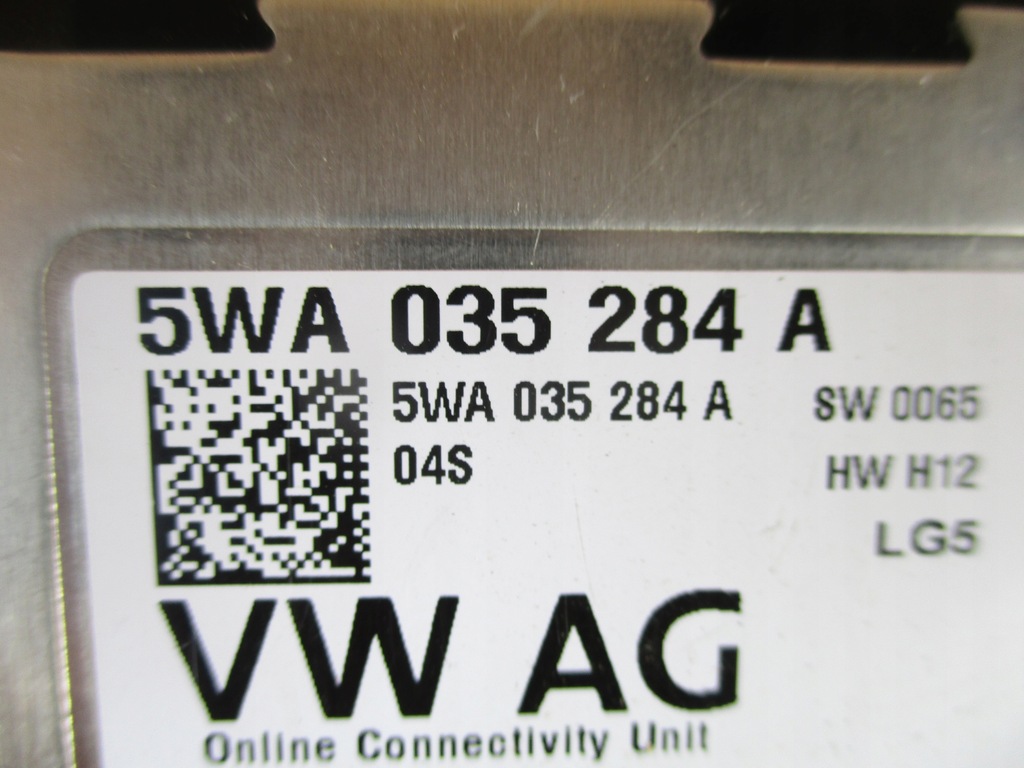 5WA 035 284 A
5WA 035 284 A SW 0065
04S HW H12
LG5
VW AG
Online Connectivity Unit